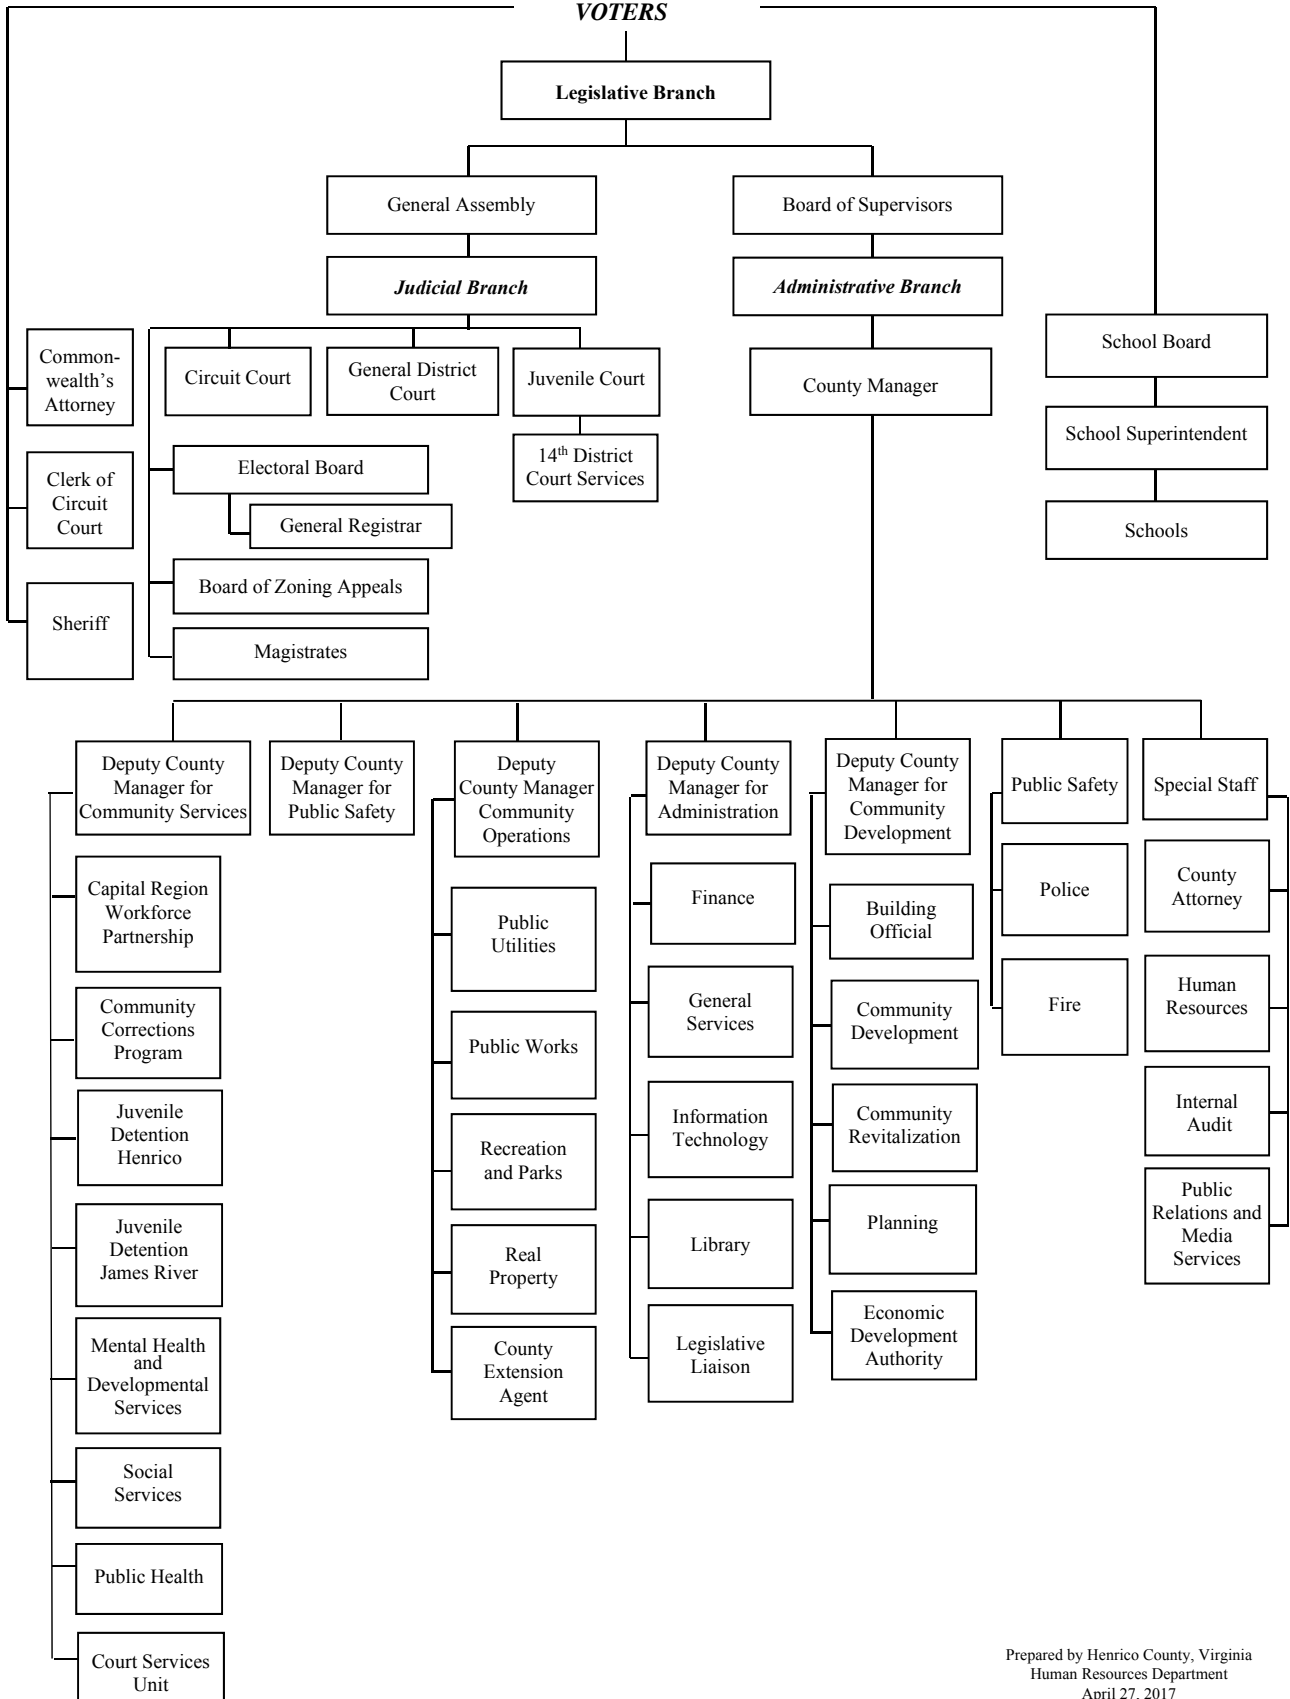 VOTERS
Legislative Branch
General Assembly
Board of Supervisors
Judicial Branch
Administrative Branch
Common-
wealth's
Attorney
Clerk of
Circuit
Court
Sheriff
Circuit Court
General District
Court
Juvenile Court
14th District
Court Services
Electoral Board
General Registrar
Board of Zoning Appeals
Magistrates
County Manager
School Board
School Superintendent
Schools
Deputy County
Manager for
Community Services
Capital Region
Workforce
Partnership
Community
Corrections
Program
Juvenile
Detention
Henrico
Juvenile
Detention
James River
Mental Health
and
Developmental
Services
Social
Services
Public Health
Court Services
Unit
Deputy County
Manager for
Public Safety
Deputy
County Manager
Community
Operations
Public
Utilities
Public Works
Recreation
and Parks
Real
Property
County
Extension
Agent
Deputy County
Manager for
Administration
Finance
General
Services
Information
Technology
Library
Legislative
Liaison
Deputy County
Manager for
Community
Development
Building
Official
Community
Development
Community
Revitalization
Planning
Economic
Development
Authority
Public Safety
Police
Fire
Special Staff
County
Attorney
Human
Resources
Internal
Audit
Public
Relations and
Media
Services
Prepared by Henrico County, Virginia
Human Resources Department
April 27, 2017